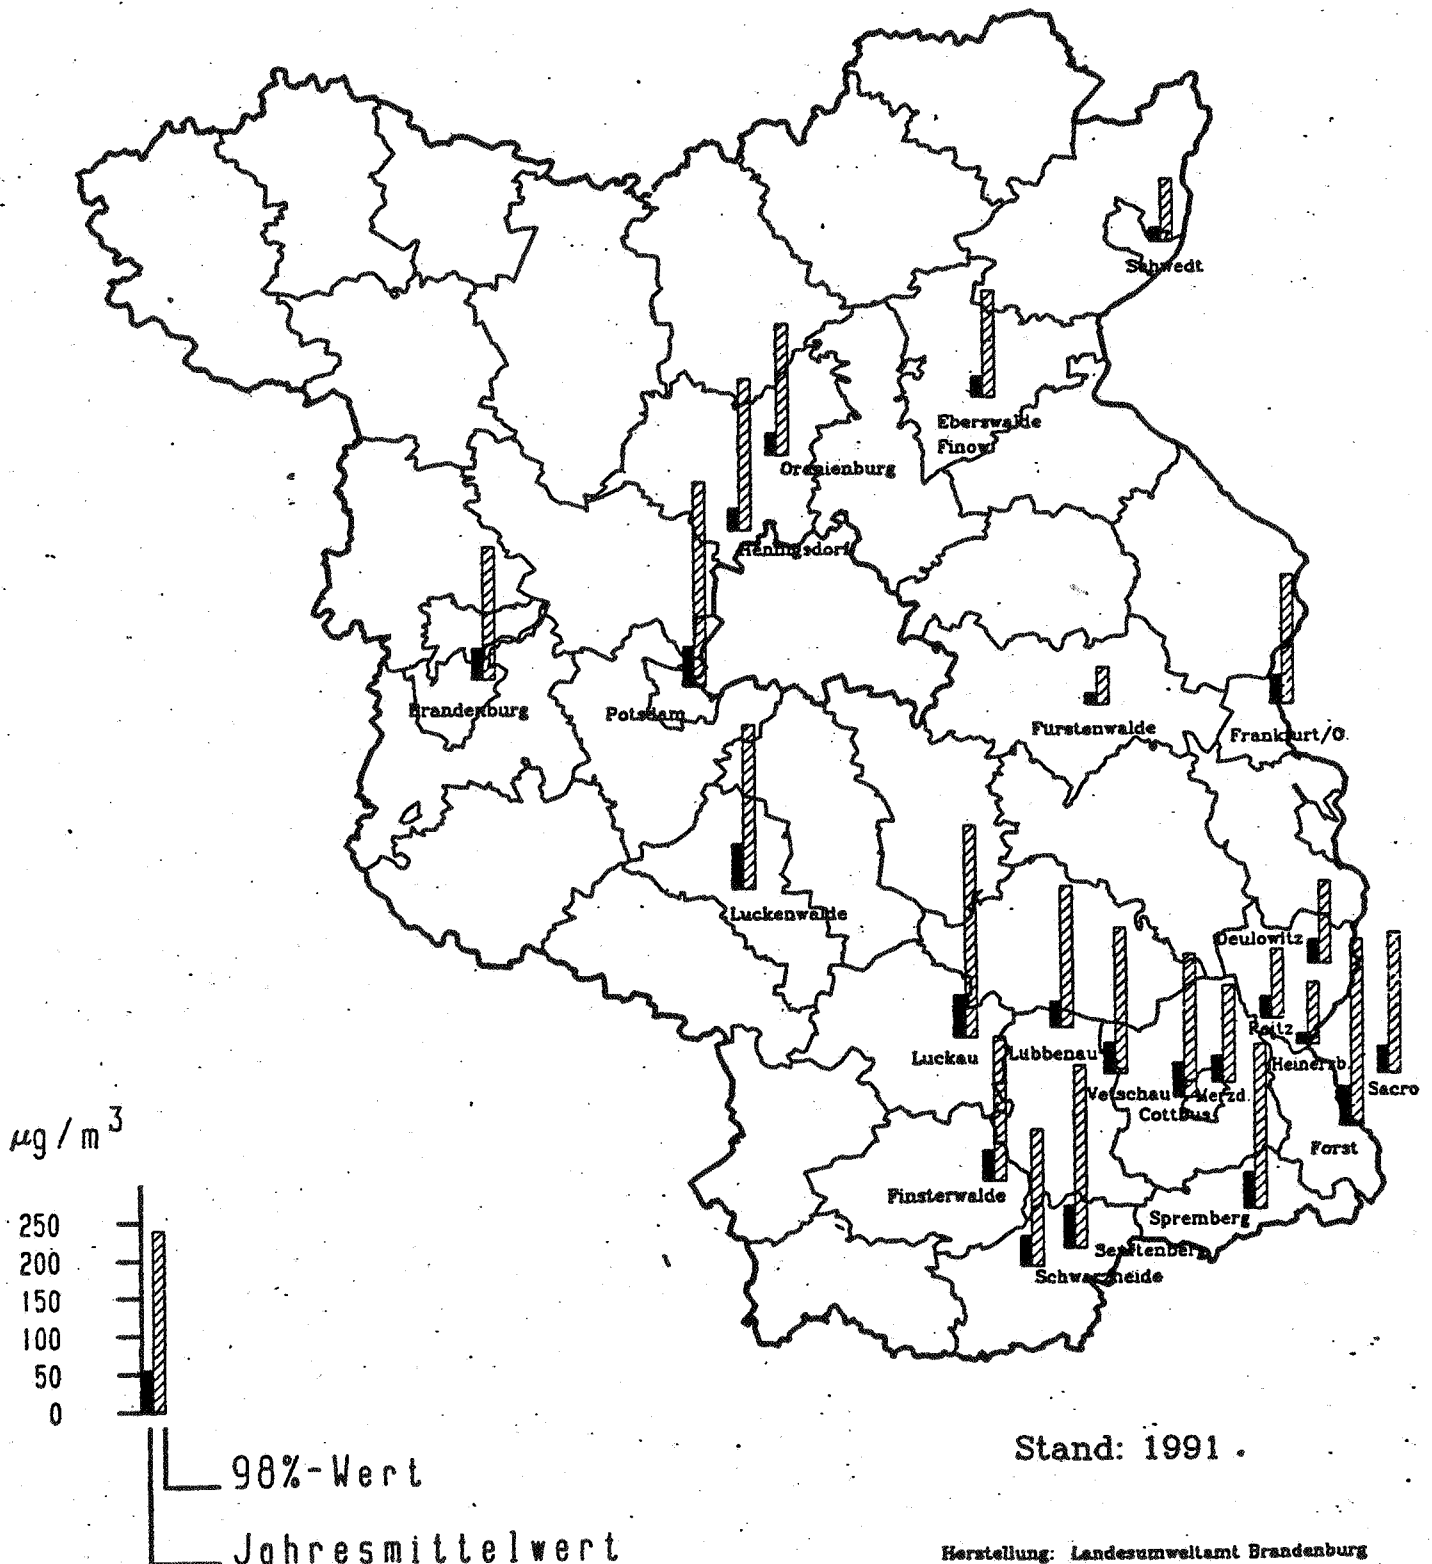 Schwedt
Eberswalde
Finow
Oranienburg
Hennigsdorf
Brandenburg
Potsdam
Fürstenwalde
Frankfurt/O.
Luckenwalde
Deulowitz
Peitz
Luckau
Lübbenau
Heinerzb.
Vetschau
Merzd.
Sacro
Cottbus
Forst
Finsterwalde
Spremberg
Senftenberg
Schwarzheide
µg/m³
250
200
150
100
50
0
98%-Wert
Jahresmittelwert
Stand: 1991
Herstellung: Landesumweltamt Brandenburg